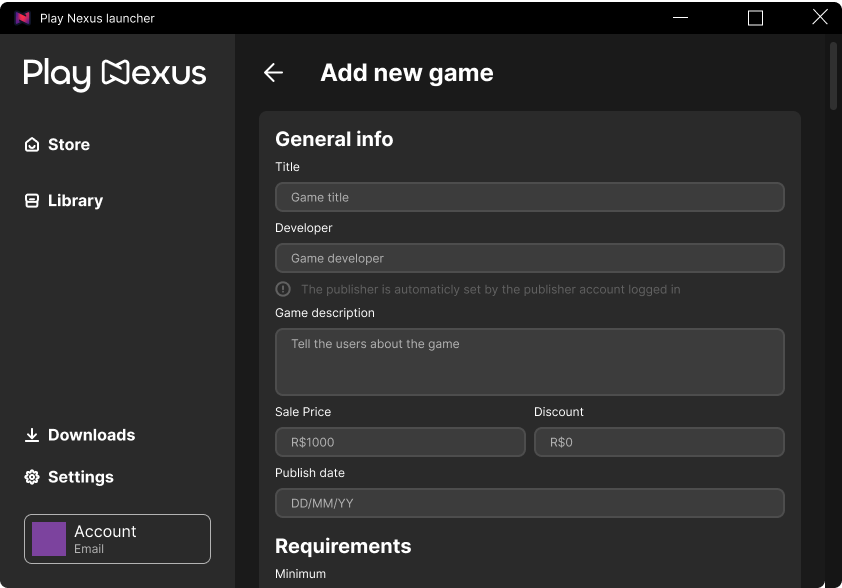 Play Nexus launcher
Play Nexus
Store
Library
Downloads
Settings
Account
Email
Add new game
General info
Title
Game title
Developer
Game developer
The publisher is automaticly set by the publisher account logged in
Game description
Tell the users about the game
Sale Price
Discount
R$1000
R$0
Publish date
DD/MM/YY
Requirements
Minimum